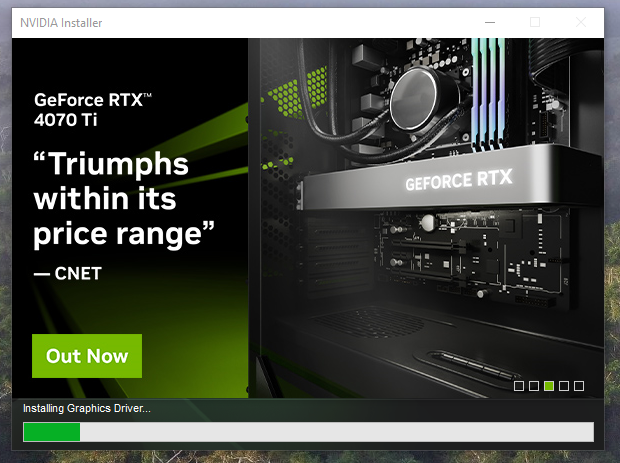 NVIDIA Installer
GeForce RTX™
4070 Ti
“Triumphs
within its
price range”
— CNET
Out Now
GEFORCE RTX
Installing Graphics Driver...